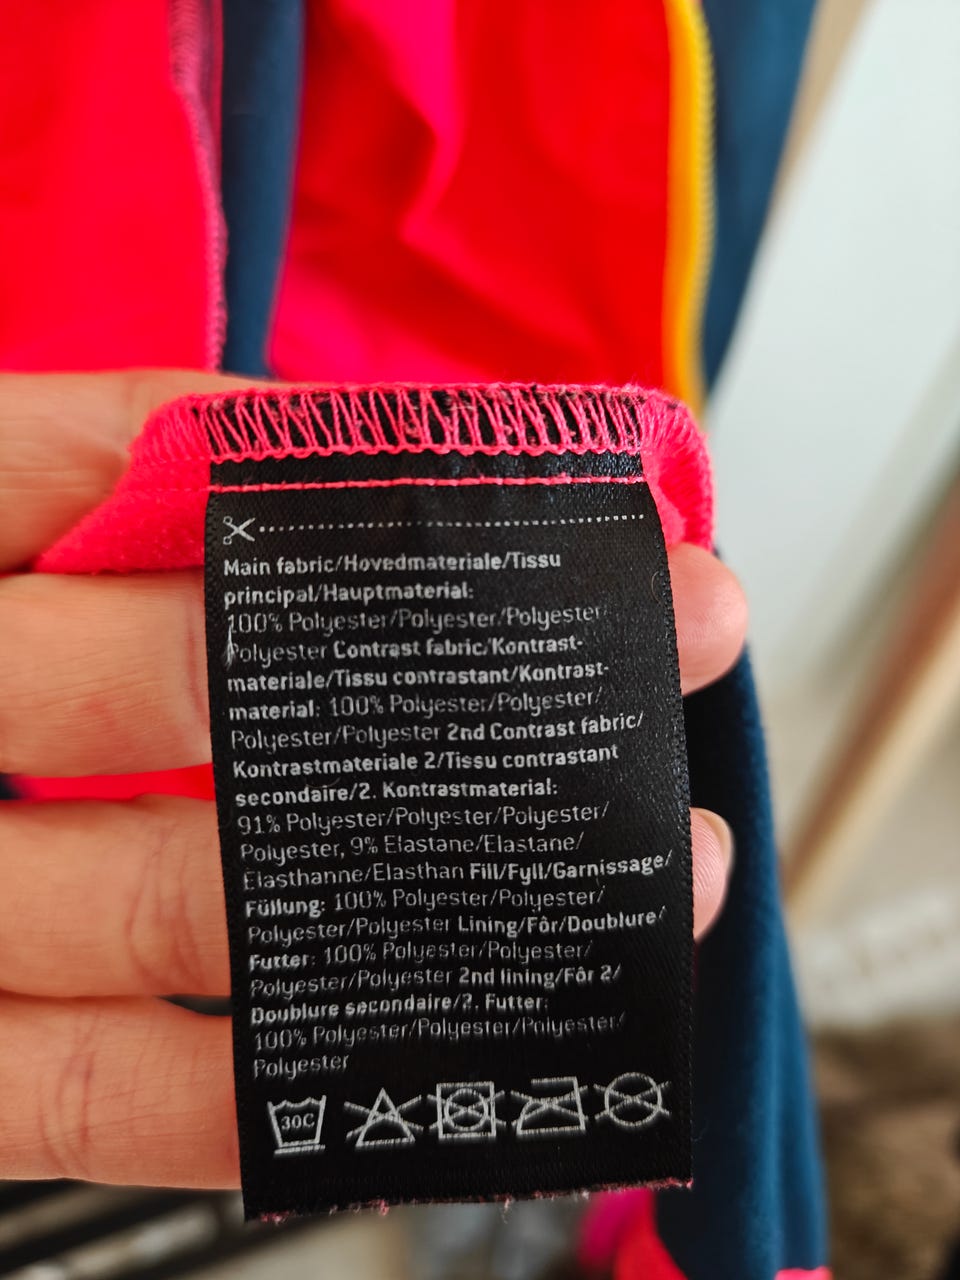 Main fabric/Hovedmateriale/Tissu
principal/Hauptmaterial:
100% Polyester/Polyester/Polyester/
Polyester Contrast fabric/Kontrast-
materiale/Tissu contrastant/Kontrast-
material: 100% Polyester/Polyester/
Polyester/Polyester 2nd Contrast fabric/
Kontrastmateriale 2/Tissu contrastant
secondaire/2. Kontrastmaterial:
91% Polyester/Polyester/Polyester/
Polyester, 9% Elastane/Elastane/
Elasthanne/Elasthan Fill/Fyll/Garnissage/
Füllung: 100% Polyester/Polyester/
Polyester/Polyester Lining/Fôr/Doublure/
Futter: 100% Polyester/Polyester/
Polyester/Polyester 2nd lining/Fôr 2/
Doublure secondaire/2. Futter:
100% Polyester/Polyester/Polyester/
Polyester
30C